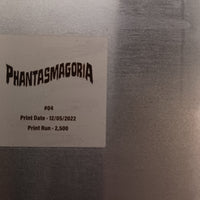 PHANTASMAGORIA
#04
Print Date - 12/05/2022
Print Run - 2,500